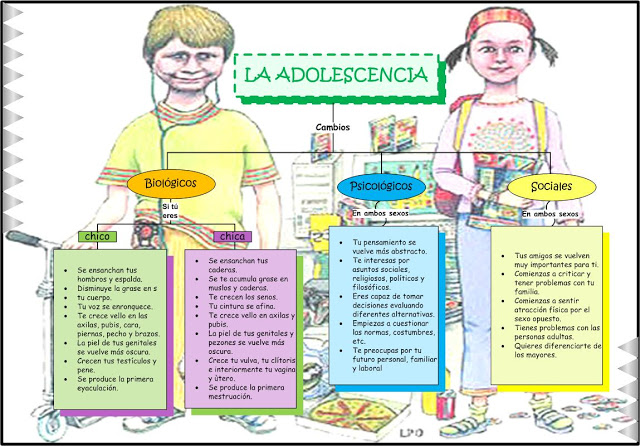 LA ADOLESCENCIA
Cambios
Biológicos
Psicológicos
Sociales
Si tú
eres
En ambos sexos
En ambos sexos
chico
chica
• Se ensanchan tus
hombros y espalda.
• Disminuye la grasa en s
• tu cuerpo.
• Tu voz se enronquece.
• Te crece vello en las
axilas, pubis, cara,
piernas, pecho y brazos.
• La piel de tus genitales
se vuelve más oscura.
• Crecen tus testículos y
pene.
• Se produce la primera
eyaculación.
• Se ensanchan tus
caderas.
• Se te acumula grase en
muslos y caderas.
• Te crecen los senos.
• Tu cintura se afina.
• Te crece vello en axilas y
pubis.
• La piel de tus genitales y
pezones se vuelve más
oscura.
• Crece tu vulva, tu clítoris
e interiormente tu vagina
y útero.
• Se produce la primera
menstruación.
• Tu pensamiento se
vuelve más abstracto.
• Te interesas por
asuntos sociales,
religiosos, políticos y
filosóficos.
• Eres capaz de tomar
decisiones evaluando
diferentes alternativas.
• Empiezas a cuestionar
las normas, costumbres,
etc.
• Te preocupas por tu
futuro personal, familiar
y laboral
• Tus amigos se vuelven
muy importantes para ti.
• Comienzas a criticar y
tener problemas con tu
familia.
• Comienzas a sentir
atracción física por el
sexo opuesto.
• Tienes problemas con las
personas adultas.
• Quieres diferenciarte de
los mayores.